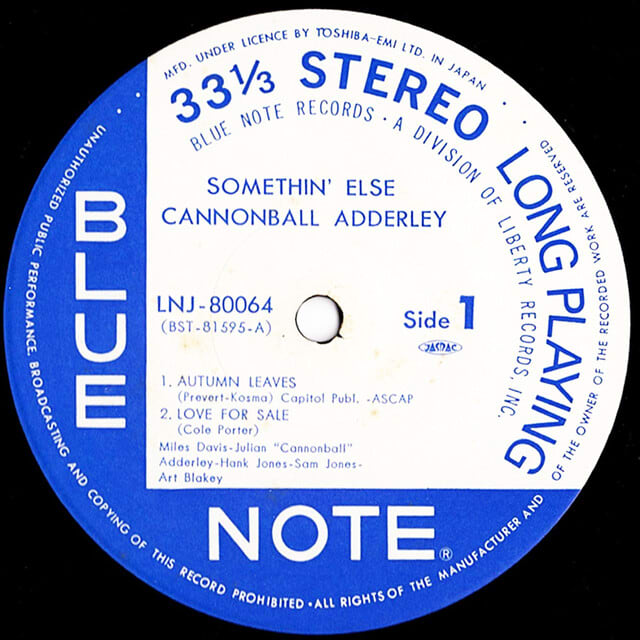 MFD. UNDER LICENCE BY TOSHIBA-EMI LTD. IN JAPAN
33 1/3 STEREO LONG PLAYING
BLUE NOTE RECORDS · A DIVISION OF LIBERTY RECORDS, INC.
SOMETHIN' ELSE
CANNONBALL ADDERLEY
LNJ-80064
(BST-81595-A)
Side 1
JASRAC
1. AUTUMN LEAVES
(Prevert-Kosma) Capitol Publ. -ASCAP
2. LOVE FOR SALE
(Cole Porter)
Miles Davis-Julian "Cannonball"
Adderley-Hank Jones-Sam Jones-
Art Blakey
BLUE
NOTE®
UNAUTHORIZED PUBLIC PERFORMANCE, BROADCASTING AND COPYING OF THIS RECORD PROHIBITED · ALL RIGHTS OF THE MANUFACTURER AND OF THE OWNER OF THE RECORDED WORK ARE RESERVED